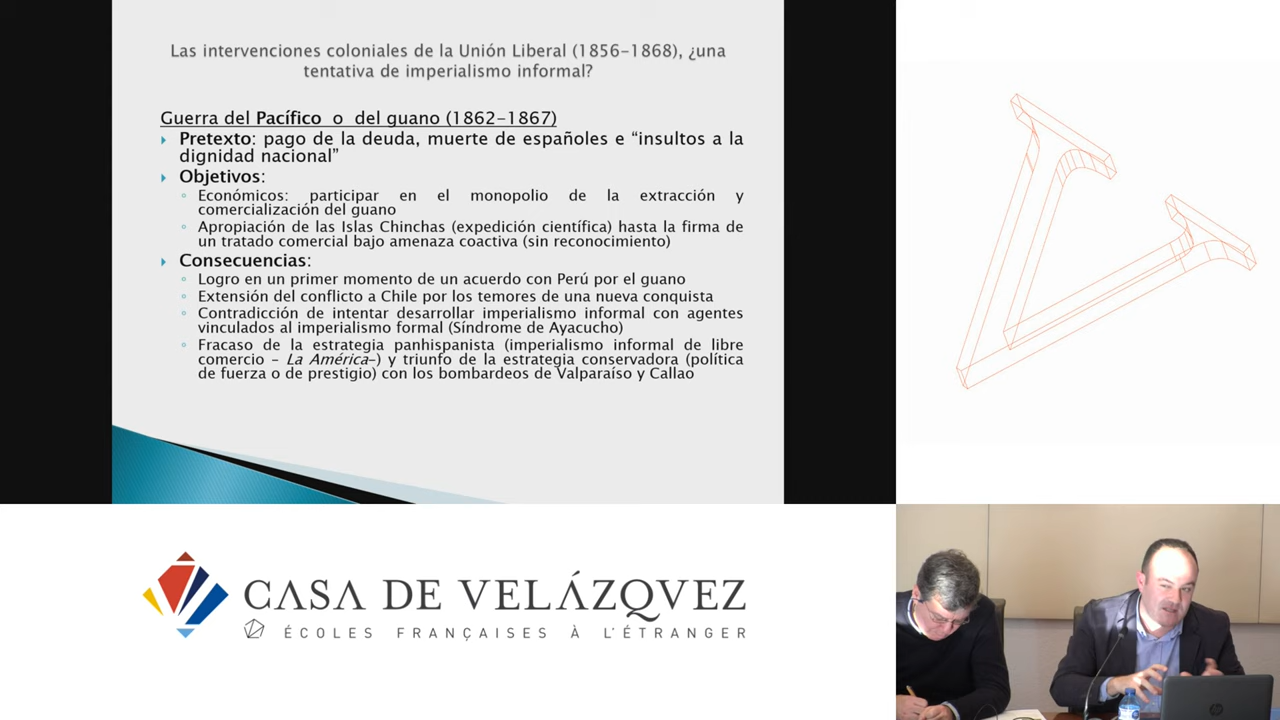 Las intervenciones coloniales de la Unión Liberal (1856-1868), ¿una
tentativa de imperialismo informal?
Guerra del Pacífico o del guano (1862-1867)
Pretexto: pago de la deuda, muerte de españoles e “insultos a la
dignidad nacional”
Objetivos:
Económicos: participar en el monopolio de la extracción y
comercialización del guano
Apropiación de las Islas Chinchas (expedición científica) hasta la firma de
un tratado comercial bajo amenaza coactiva (sin reconocimiento)
Consecuencias:
Logro en un primer momento de un acuerdo con Perú por el guano
Extensión del conflicto a Chile por los temores de una nueva conquista
Contradicción de intentar desarrollar imperialismo informal con agentes
vinculados al imperialismo formal (Síndrome de Ayacucho)
Fracaso de la estrategia panhispanista (imperialismo informal de libre
comercio – La América–) y triunfo de la estrategia conservadora (política
de fuerza o de prestigio) con los bombardeos de Valparaíso y Callao
CASA DE VELÁZQVEZ
ÉCOLES FRANÇAISES À L'ÉTRANGER
hp